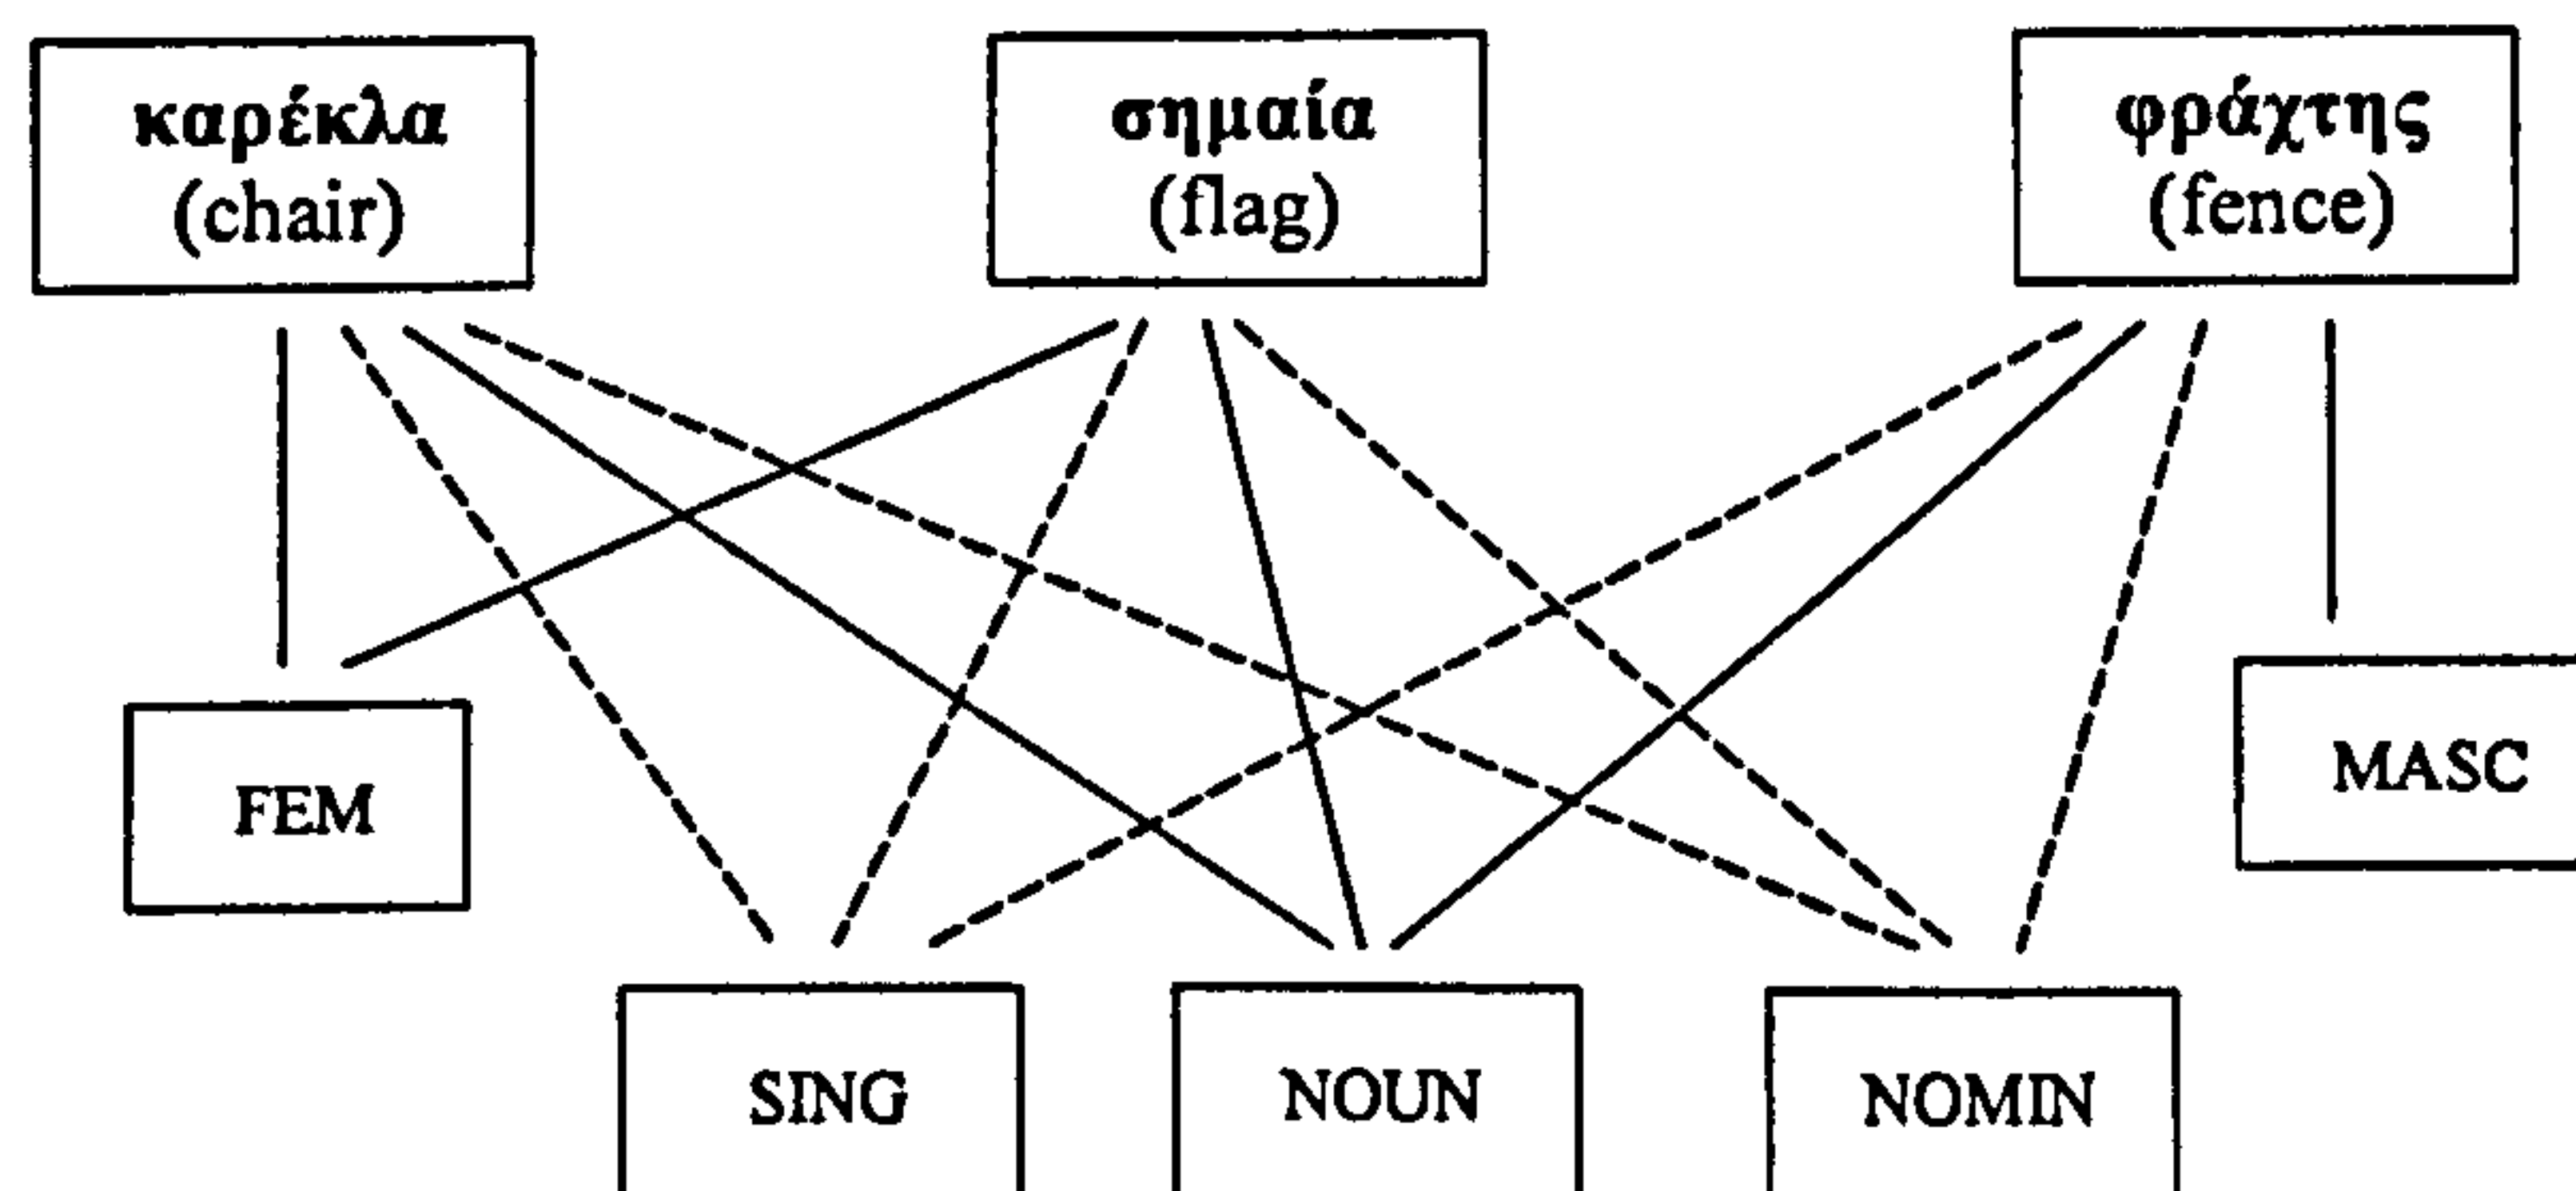 καρέκλα
(chair)
σημαία
(flag)
φράχτης
(fence)
FEM
MASC
SING
NOUN
NOMIN